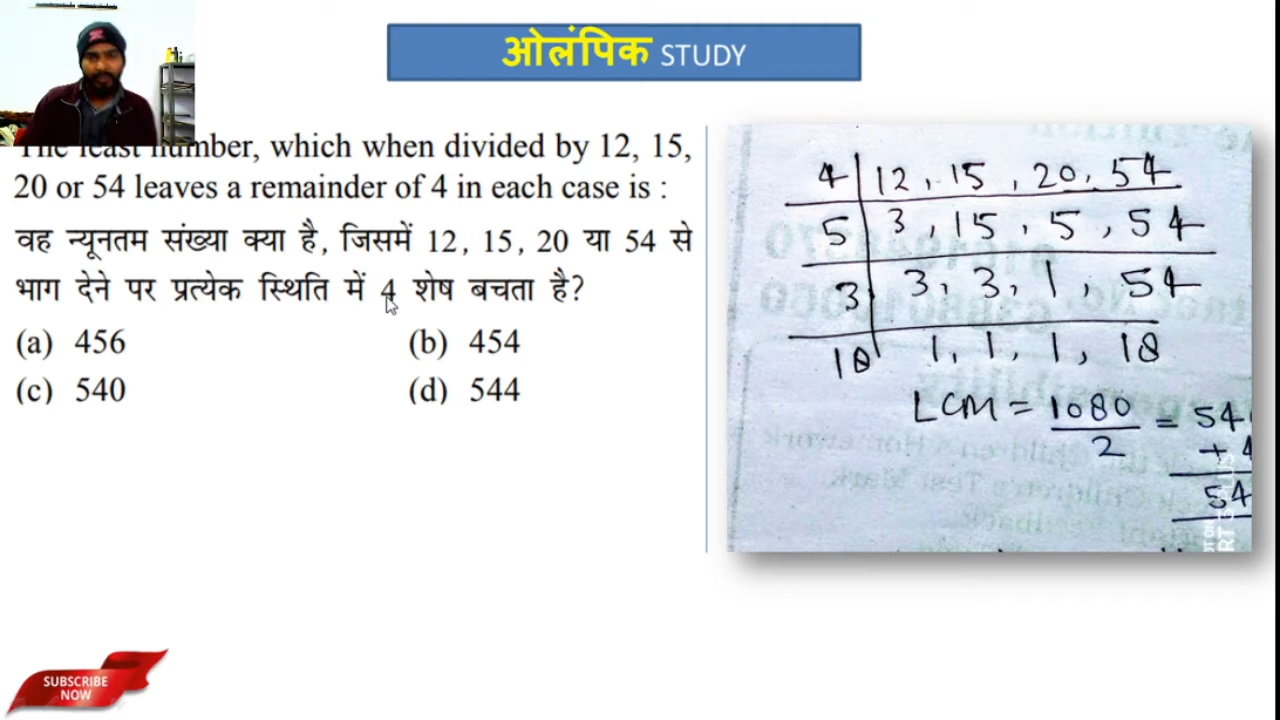 ओलंपिक STUDY
The least number, which when divided by 12, 15,
20 or 54 leaves a remainder of 4 in each case is :
वह न्यूनतम संख्या क्या है, जिसमें 12, 15, 20 या 54 से
भाग देने पर प्रत्येक स्थिति में 4 शेष बचता है?
(a) 456 (b) 454
(c) 540 (d) 544
4 | 12, 15, 20, 54
5 | 3, 15, 5, 54
3 | 3, 3, 1, 54
18 | 1, 1, 1, 18
LCM = 1080 = 54
2 + 4
54
SUBSCRIBE
NOW